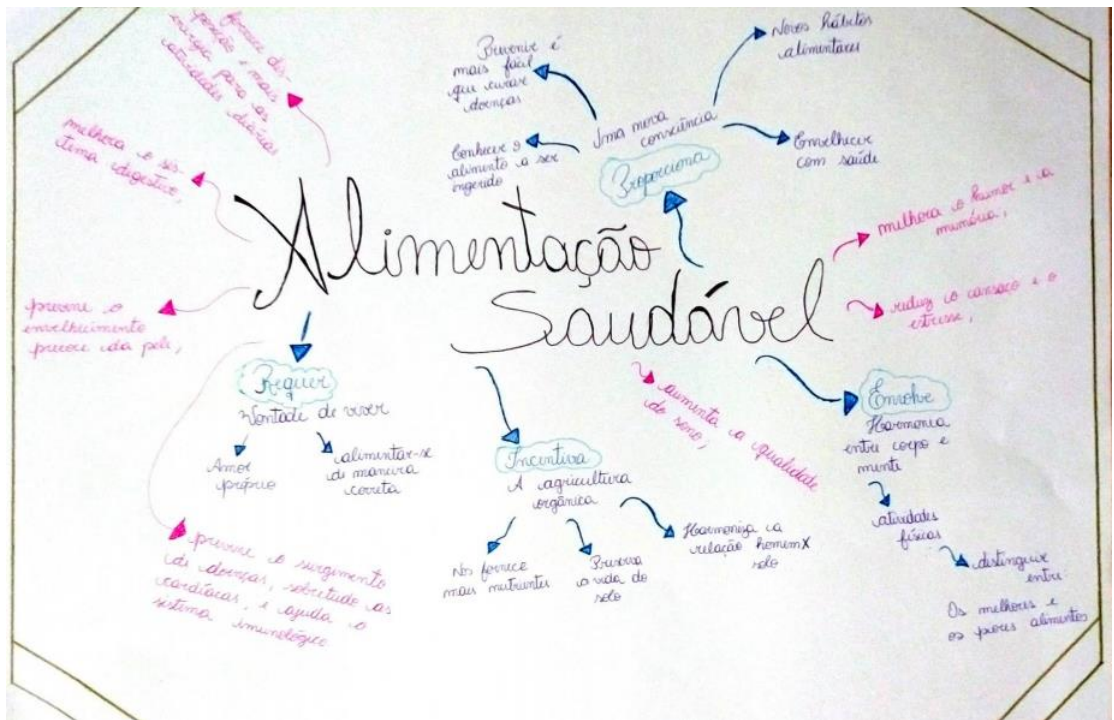 fornece dis-
posição e mais
energia para as
atividades diárias
melhora o sis-
tema digestivo,
previne o
envelhecimento
precoce da pele,
Prevenir é
mais fácil
que curar
doenças
Conhecer o
alimento a ser
ingerido
Uma nova
consciência
Proporciona
Novos hábitos
alimentares
Envelhecer
com saúde
Alimentação
Saudável
melhora o humor e a
memória,
reduz o cansaço e o
estresse,
aumenta a qualidade
do sono,
Requer
Vontade de viver
Amor
próprio
alimentar-se
de maneira
correta
previne o surgimento
de doenças, sobretudo as
cardíacas, e ajuda o
sistema imunológico
Incentiva
A agricultura
orgânica
Nos fornece
mais nutrientes
Preserva
a vida do
solo
Harmoniza a
relação homem X
solo
Envolve
Harmonia
entre corpo e
mente
atividades
físicas
distinguir
entre
Os melhores e
os piores alimentos